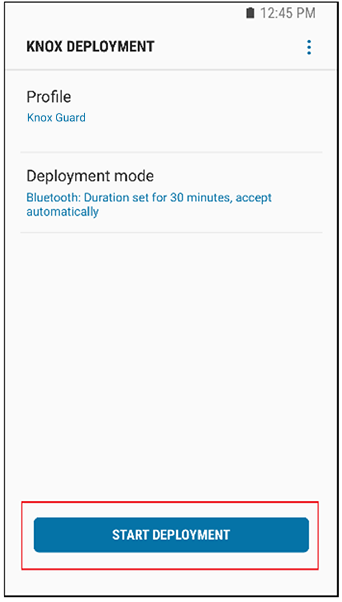 12:45 PM
KNOX DEPLOYMENT
Profile
Knox Guard
Deployment mode
Bluetooth: Duration set for 30 minutes, accept
automatically
START DEPLOYMENT